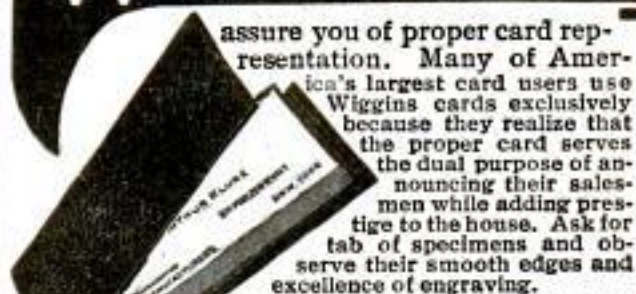 assure you of proper card rep-
resentation. Many of Amer-
ica's largest card users use
Wiggins cards exclusively
because they realize that
the proper card serves
the dual purpose of an-
nouncing their sales-
men while adding pres-
tige to the house. Ask for
tab of specimens and ob-
serve their smooth edges and
excellence of engraving.